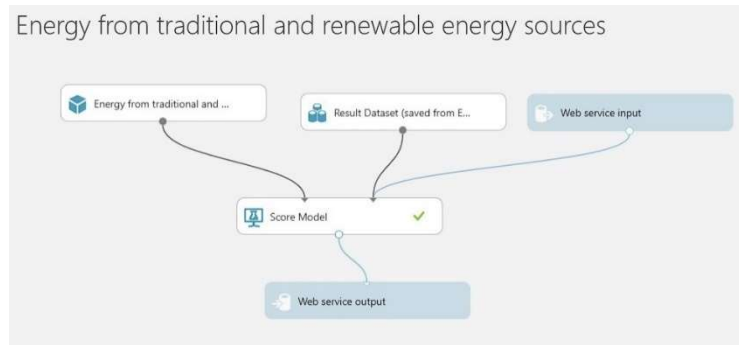 Energy from traditional and renewable energy sources
Energy from traditional and ...
Result Dataset (saved from E...
Web service input
Score Model
Web service output